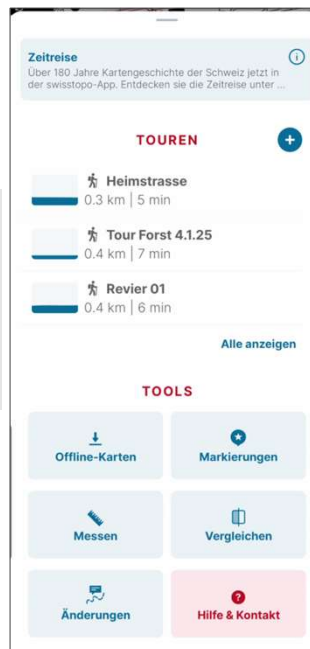 Zeitreise
Über 180 Jahre Kartengeschichte der Schweiz jetzt in
der swisstopo-App. Entdecken sie die Zeitreise unter ...
TOUREN
Heimstrasse
0.3 km | 5 min
Tour Forst 4.1.25
0.4 km | 7 min
Revier 01
0.4 km | 6 min
Alle anzeigen
TOOLS
Offline-Karten
Markierungen
Messen
Vergleichen
Änderungen
Hilfe & Kontakt